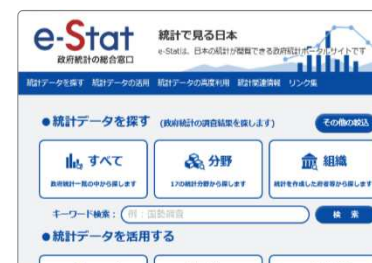 e-Stat
政府統計の総合窓口
統計で見る日本
e-Statは、日本の統計が閲覧できる政府統計ポータルサイトです
統計データを探す 統計データの活用 統計データの高度利用 統計関連情報 リンク集
●統計データを探す (政府統計の調査結果を探します) その他の絞込
すべて
政府統計一覧の中から探します
分野
17の統計分野から探します
組織
統計を作成した府省等から探します
キーワード検索： 例：国勢調査 検 索
●統計データを活用する